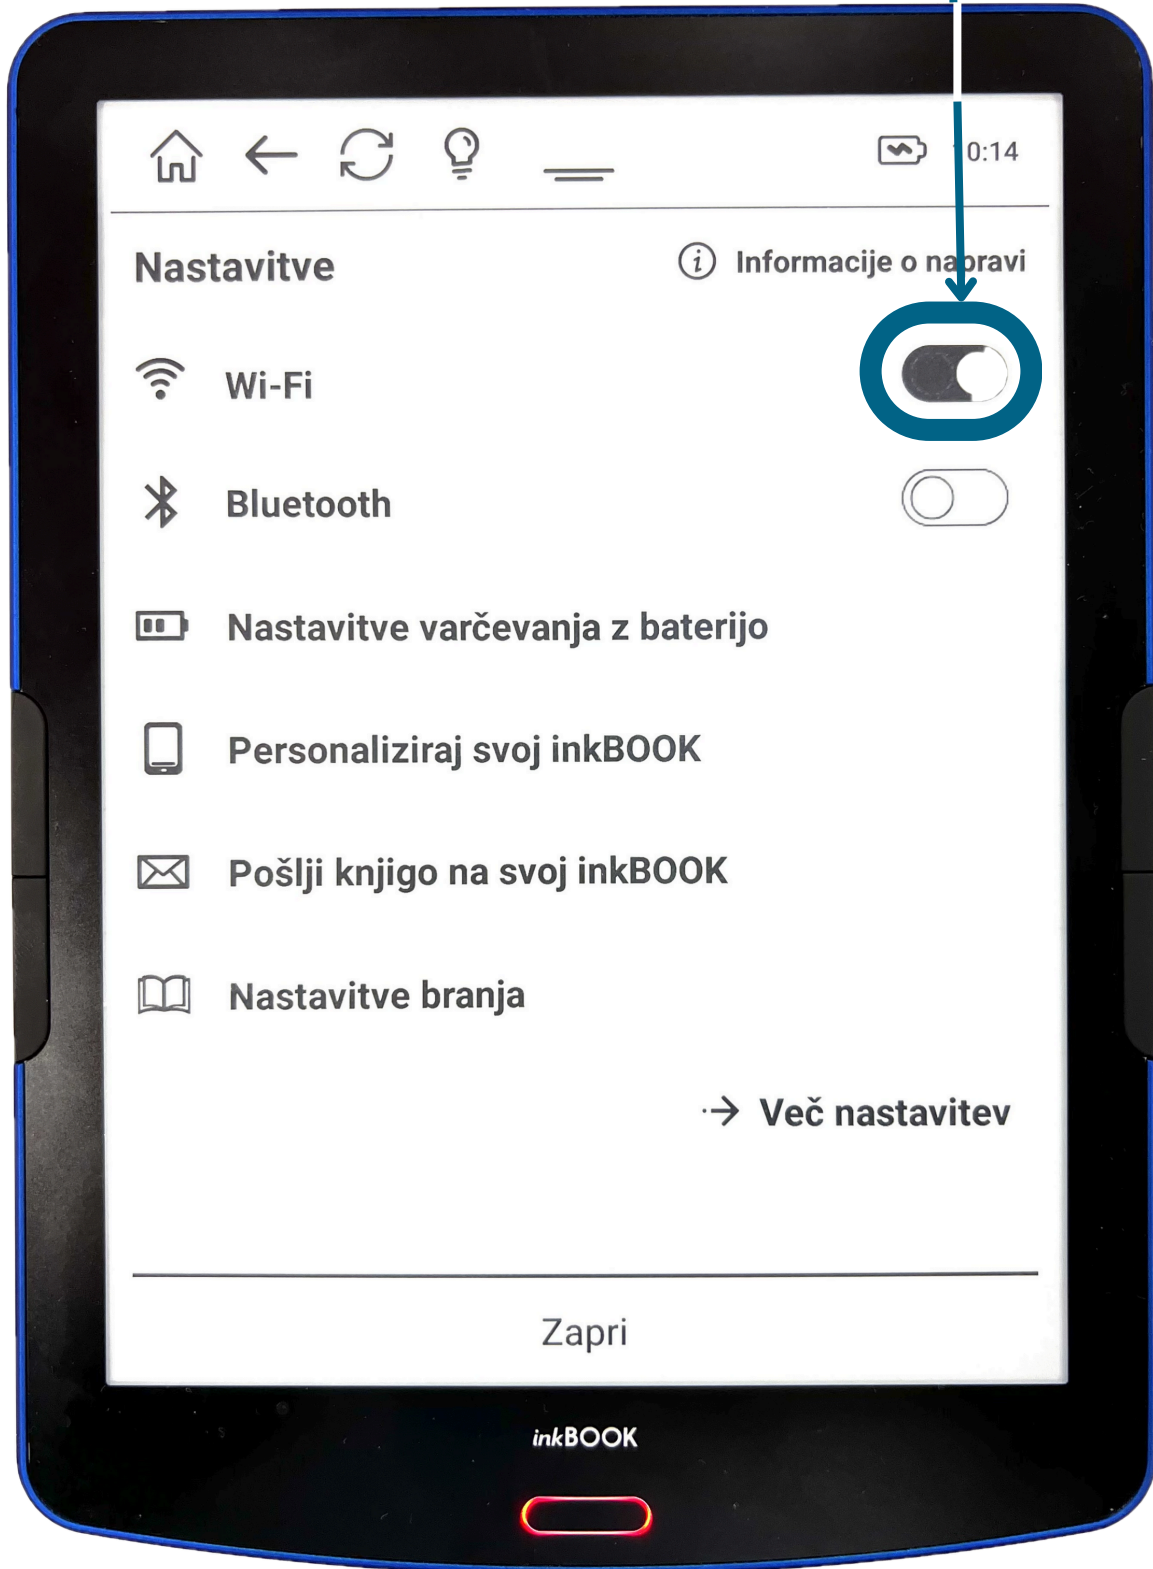 0:14
Nastavitve
Informacije o napravi
Wi-Fi
Bluetooth
Nastavitve varčevanja z baterijo
Personaliziraj svoj inkBOOK
Pošlji knjigo na svoj inkBOOK
Nastavitve branja
Več nastavitev
Zapri
inkBOOK